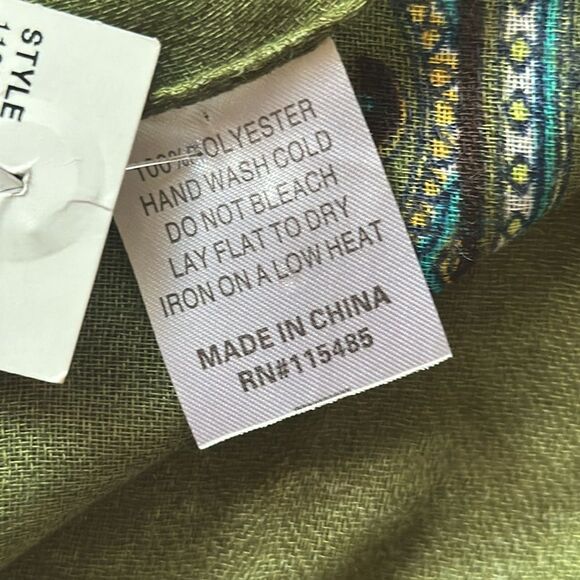 STYLE
100% POLYESTER
HAND WASH COLD
DO NOT BLEACH
LAY FLAT TO DRY
IRON ON A LOW HEAT
MADE IN CHINA
RN#115485